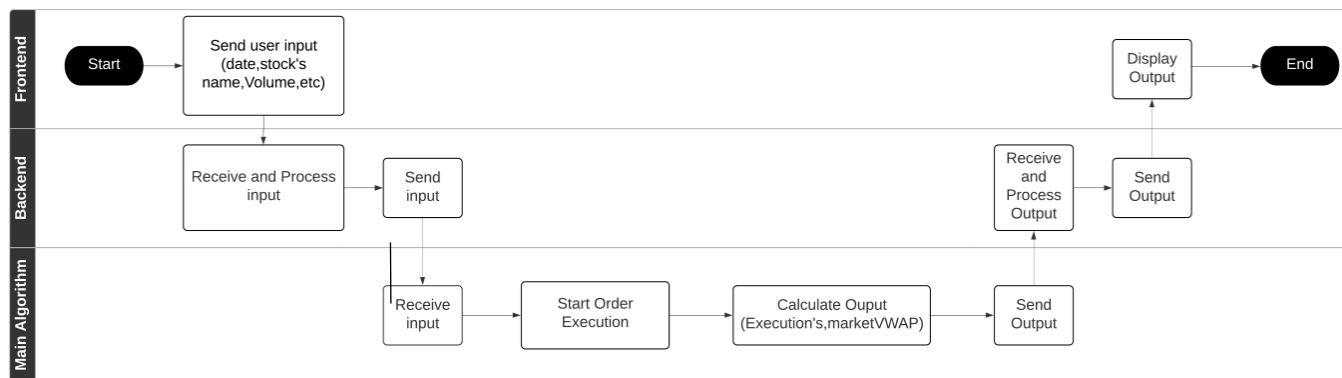 Frontend
Start
Send user input
(date,stock's
name,Volume,etc)
Display
Output
End
Backend
Receive and Process
input
Send
input
Receive
and
Process
Output
Send
Output
Main Algorithm
Receive
input
Start Order
Execution
Calculate Ouput
(Execution's,marketVWAP)
Send
Output